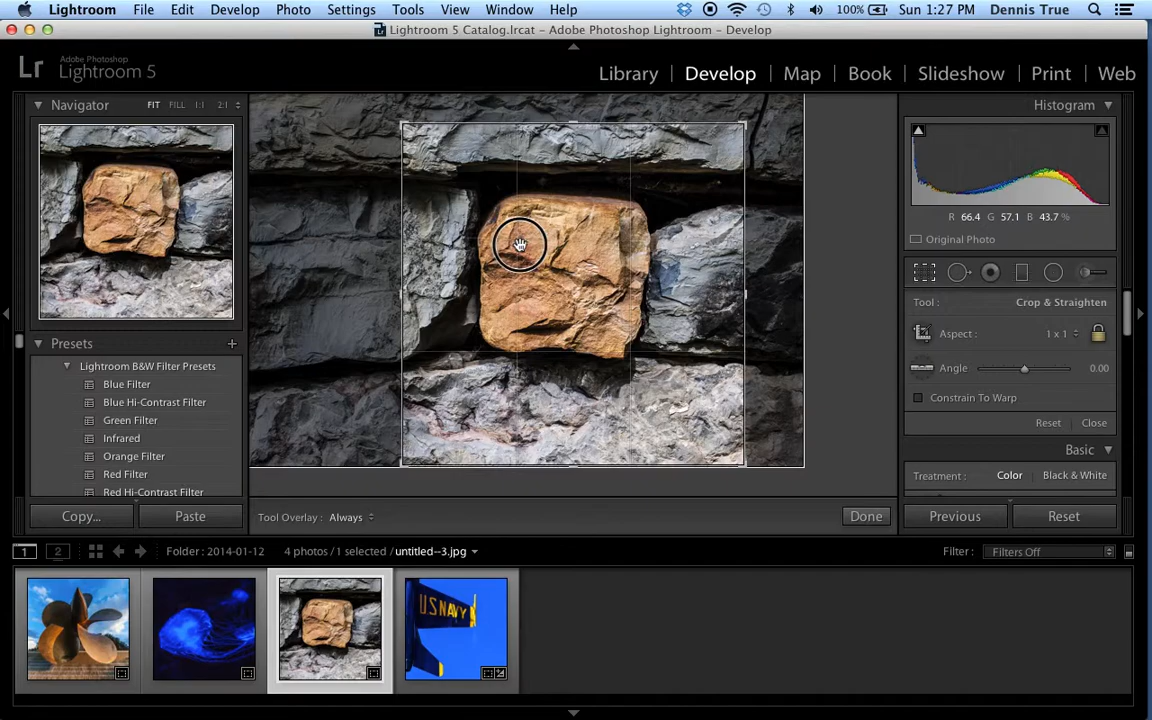 Lightroom File Edit Develop Photo Settings Tools View Window Help 100% Sun 1:27 PM Dennis True
Lightroom 5 Catalog.lrcat – Adobe Photoshop Lightroom – Develop
Lr Adobe Photoshop
Lightroom 5
Library Develop Map Book Slideshow Print Web
Navigator FIT FILL 1:1 2:1
Histogram
R 66.4 G 57.1 B 43.7 %
Original Photo
Tool : Crop & Straighten
Aspect : 1 x 1
Angle 0.00
Constrain To Warp
Reset Close
Basic
Treatment : Color Black & White
Presets +
Lightroom B&W Filter Presets
Blue Filter
Blue Hi-Contrast Filter
Green Filter
Infrared
Orange Filter
Red Filter
Red Hi-Contrast Filter
Copy... Paste
Tool Overlay : Always
Done
Previous Reset
1 2 Folder : 2014-01-12 4 photos / 1 selected / untitled--3.jpg
Filter : Filters Off
US NAVY